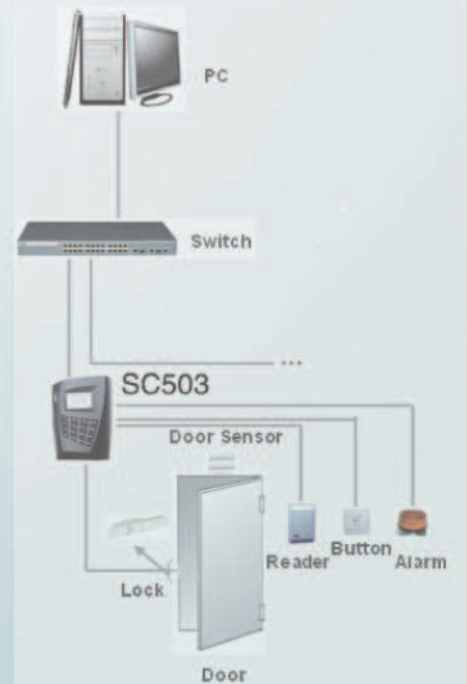 PC
Switch
...
SC503
Door Sensor
Reader
Button
Alarm
Lock
Door